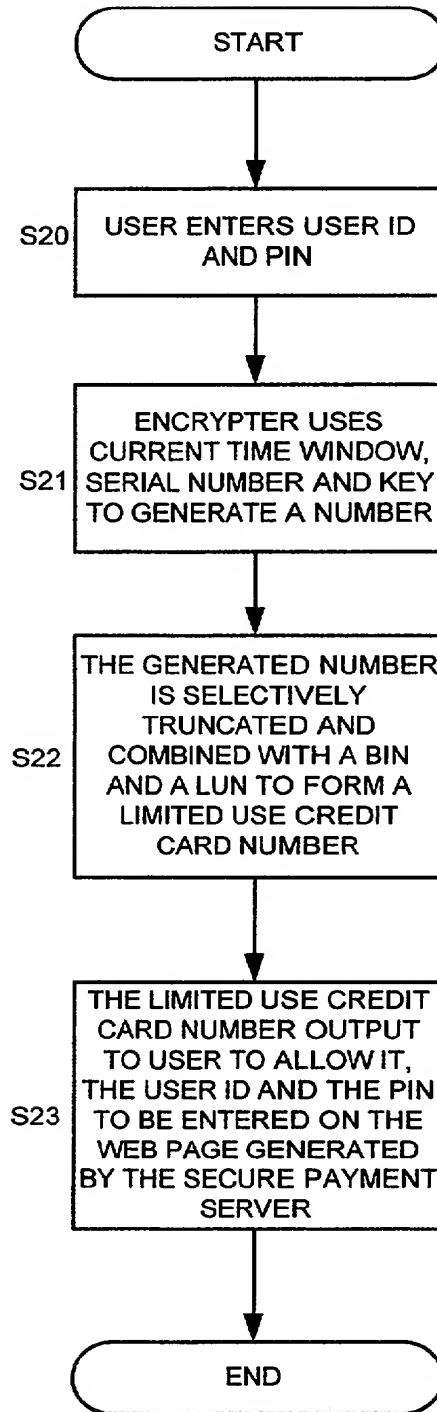 START
S20
USER ENTERS USER ID
AND PIN
S21
ENCRYPTER USES
CURRENT TIME WINDOW,
SERIAL NUMBER AND KEY
TO GENERATE A NUMBER
S22
THE GENERATED NUMBER
IS SELECTIVELY
TRUNCATED AND
COMBINED WITH A BIN
AND A LUN TO FORM A
LIMITED USE CREDIT
CARD NUMBER
S23
THE LIMITED USE CREDIT
CARD NUMBER OUTPUT
TO USER TO ALLOW IT,
THE USER ID AND THE PIN
TO BE ENTERED ON THE
WEB PAGE GENERATED
BY THE SECURE PAYMENT
SERVER
END